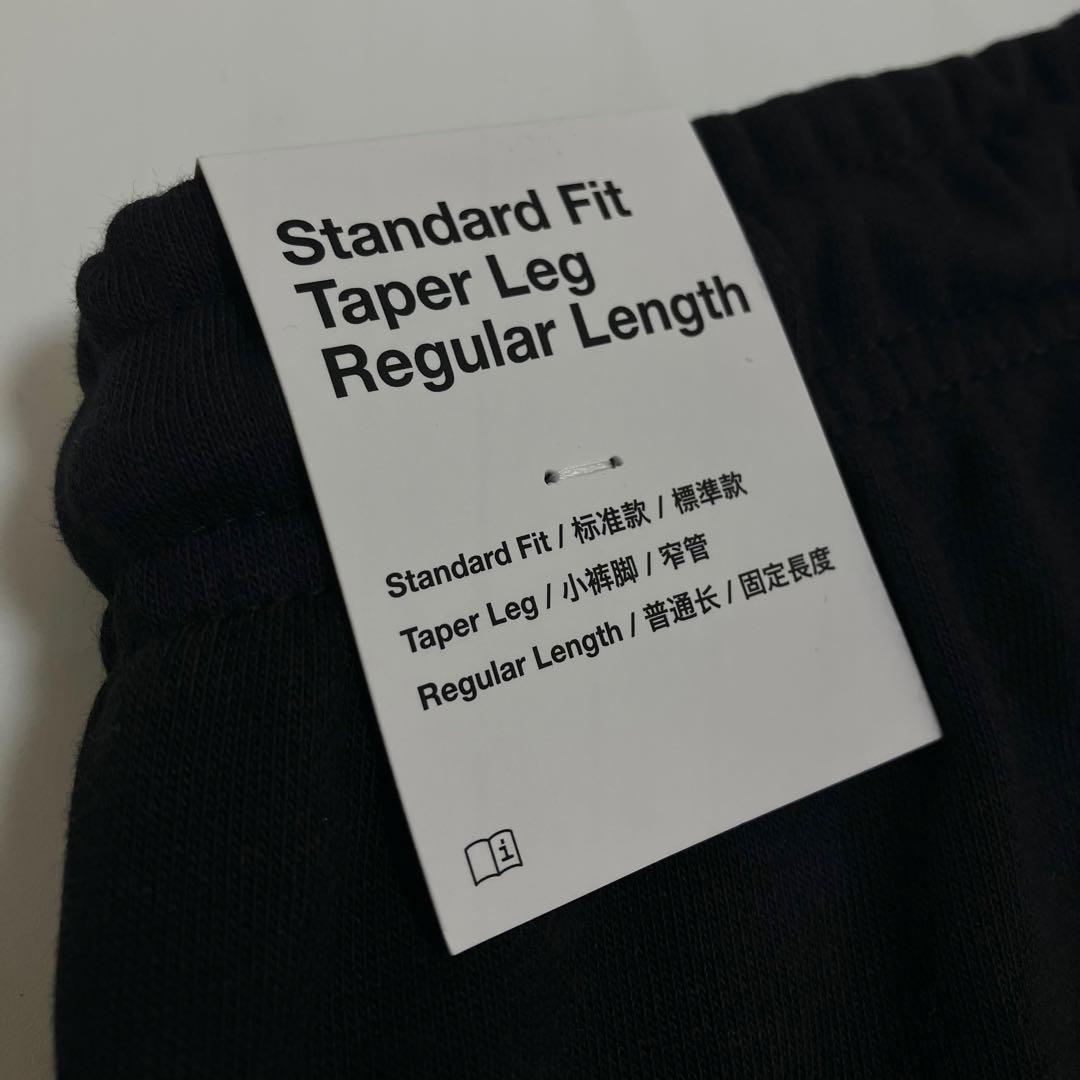 Standard Fit
Taper Leg
Regular Length
Standard Fit / 标准款 / 標準款
Taper Leg / 小裤脚 / 窄管
Regular Length / 普通长 / 固定長度
i